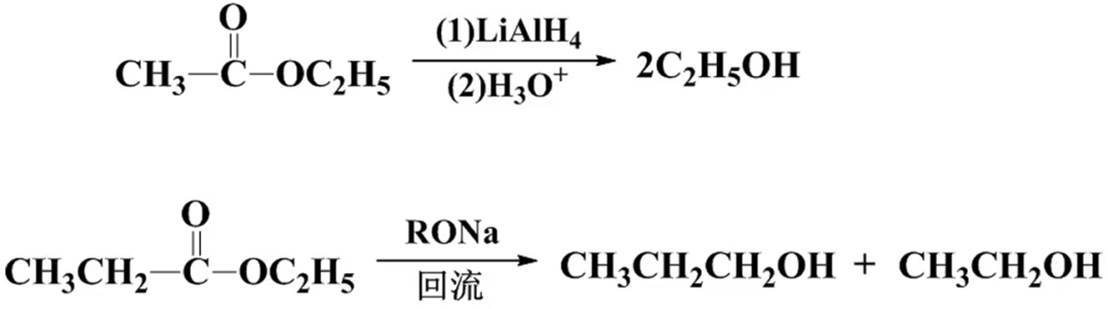 O
(1)LiAlH₄
CH₃—C—OC₂H₅ 2C₂H₅OH
(2)H₃O⁺
O
RONa
CH₃CH₂—C—OC₂H₅ CH₃CH₂CH₂OH + CH₃CH₂OH
回流